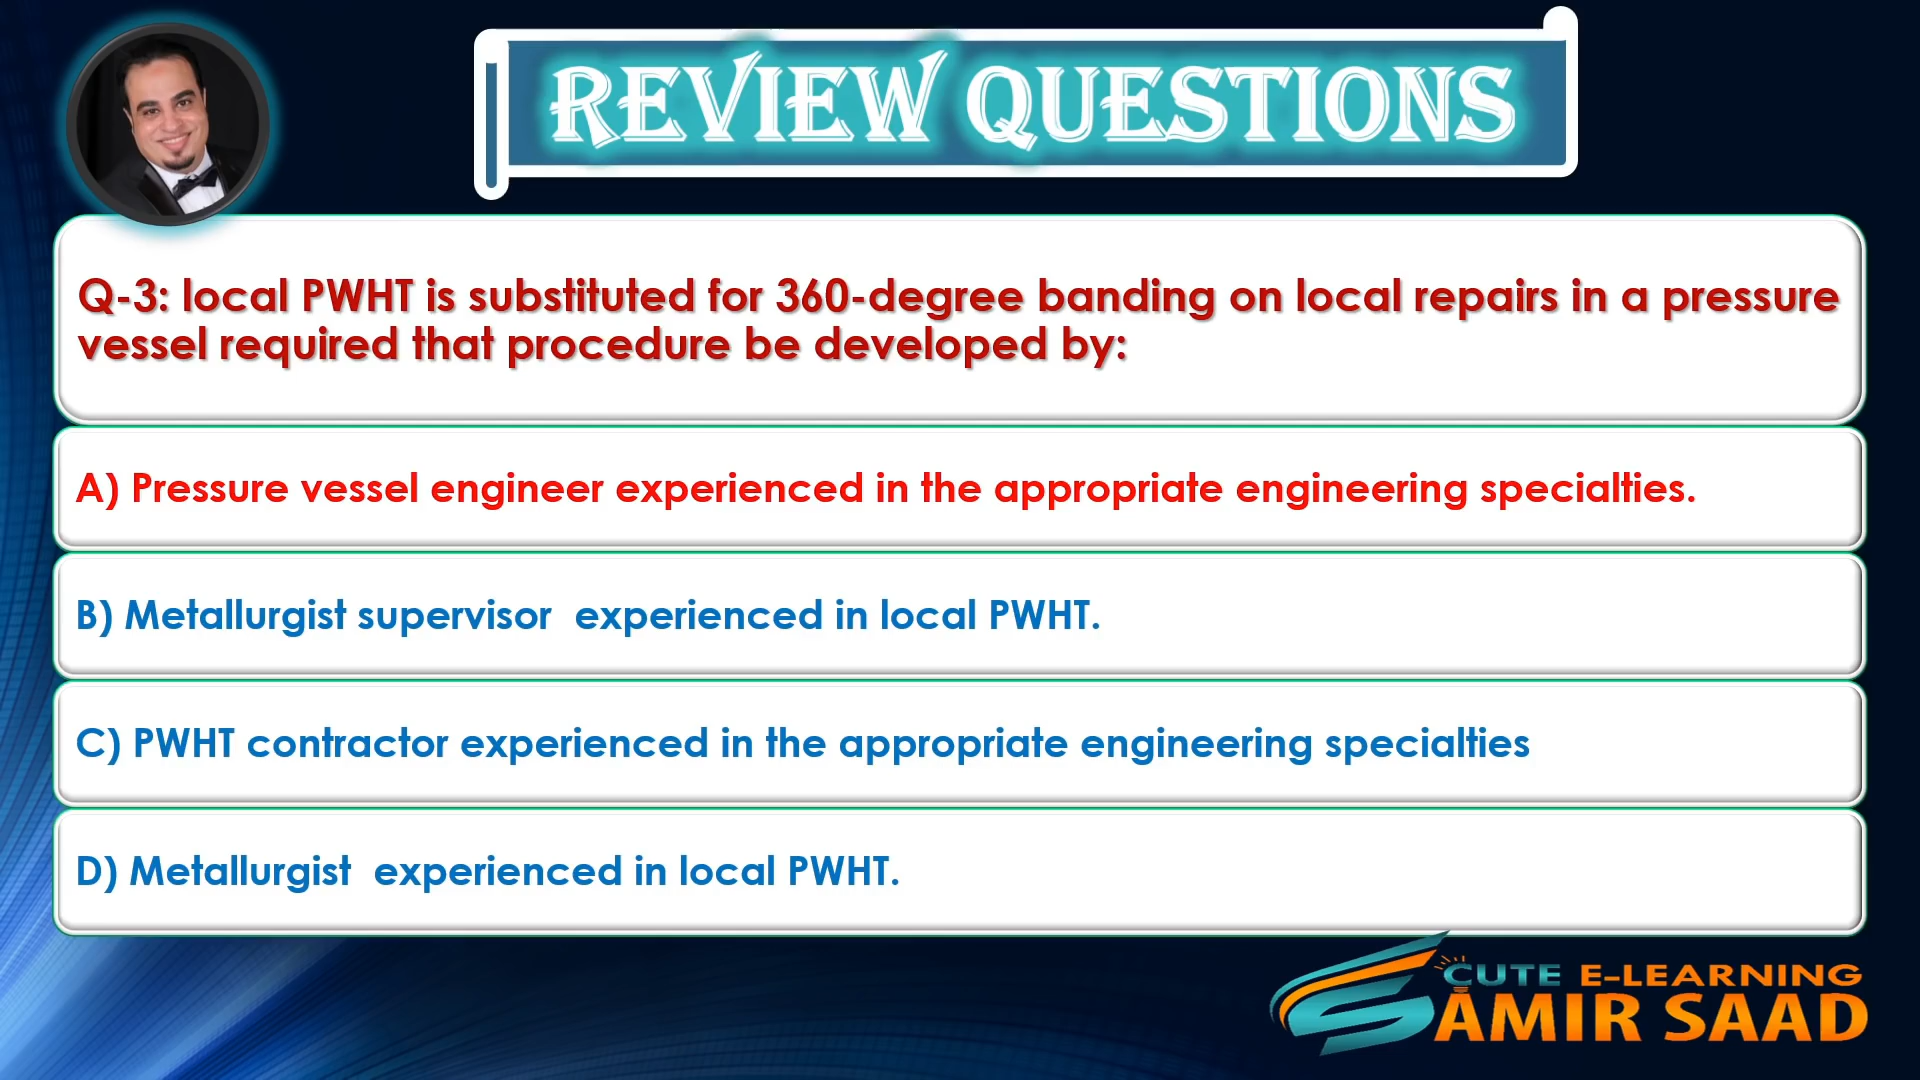 REVIEW QUESTIONS
Q-3: local PWHT is substituted for 360-degree banding on local repairs in a pressure
vessel required that procedure be developed by:
A) Pressure vessel engineer experienced in the appropriate engineering specialties.
B) Metallurgist supervisor  experienced in local PWHT.
C) PWHT contractor experienced in the appropriate engineering specialties
D) Metallurgist  experienced in local PWHT.
CUTE E-LEARNING
AMIR SAAD